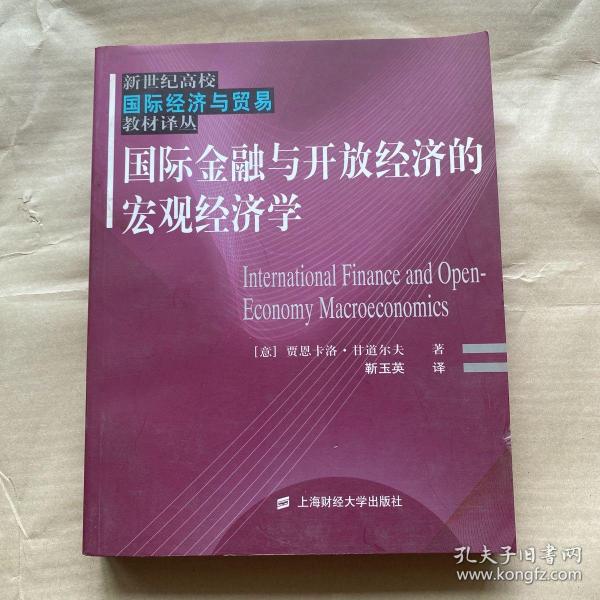 新世纪高校
国际经济与贸易
教材译丛
国际金融与开放经济的
宏观经济学
International Finance and Open-
Economy Macroeconomics
［意］贾恩卡洛·甘道尔夫 著
靳玉英 译
上海财经大学出版社
孔夫子旧书网
www.kongfz.com